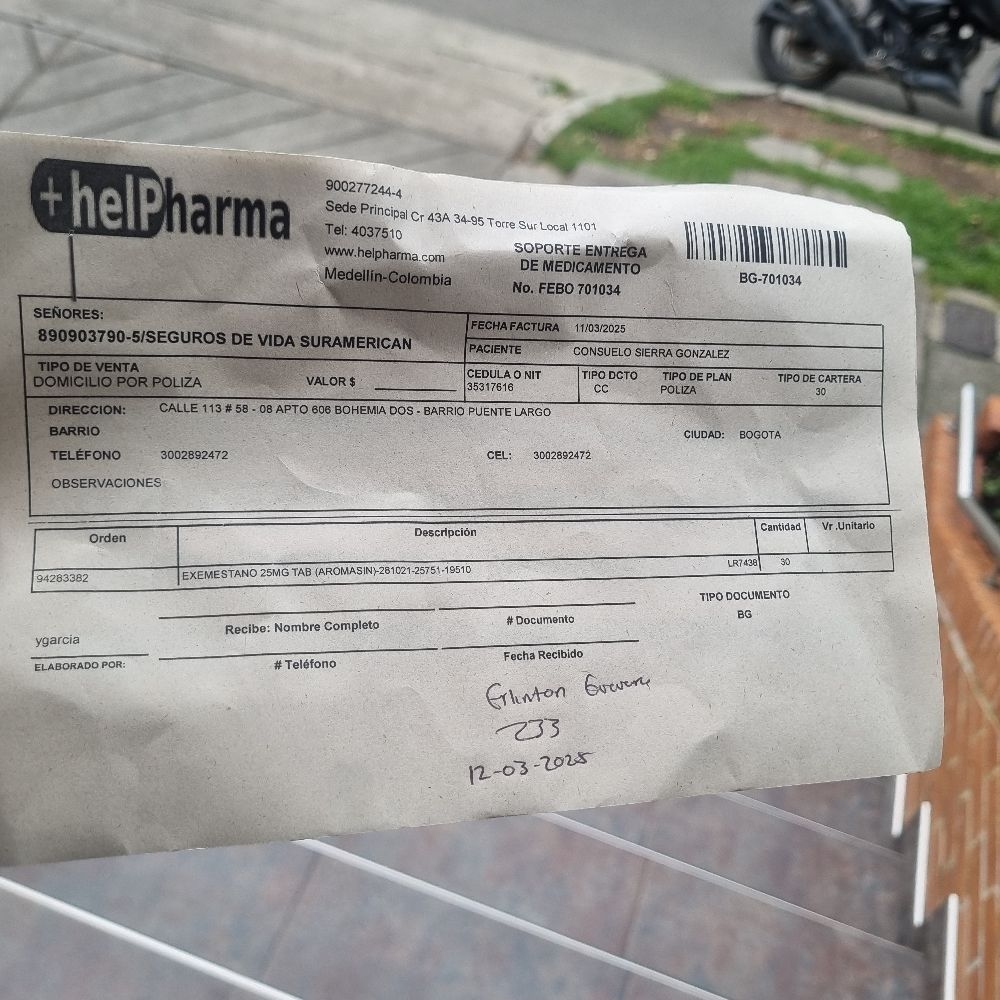 +helPharma
900277244-4
Sede Principal Cr 43A 34-95 Torre Sur Local 1101
Tel: 4037510
www.helpharma.com
Medellín-Colombia
SOPORTE ENTREGA
DE MEDICAMENTO
No. FEBO 701034
BG-701034
SEÑORES:
890903790-5/SEGUROS DE VIDA SURAMERICAN
FECHA FACTURA 11/03/2025
PACIENTE CONSUELO SIERRA GONZALEZ
TIPO DE VENTA
DOMICILIO POR POLIZA VALOR $
CEDULA O NIT TIPO DCTO TIPO DE PLAN TIPO DE CARTERA
35317616 CC POLIZA 30
DIRECCION: CALLE 113 # 58 - 08 APTO 606 BOHEMIA DOS - BARRIO PUENTE LARGO
BARRIO CIUDAD: BOGOTA
TELÉFONO 3002892472 CEL: 3002892472
OBSERVACIONES
Orden Descripción Cantidad Vr .Unitario
94283382 EXEMESTANO 25MG TAB (AROMASIN)-281021-25751-19510 LR7438 30
TIPO DOCUMENTO
BG
Recibe: Nombre Completo # Documento
ygarcia
ELABORADO POR: # Teléfono Fecha Recibido
233
12-03-2025